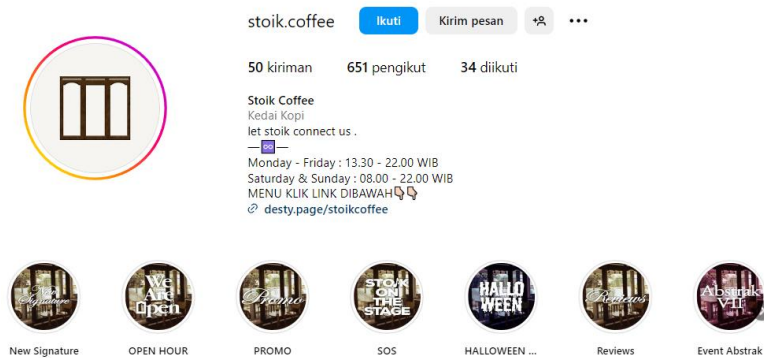 stoik.coffee
Ikuti
Kirim pesan
50 kiriman
651 pengikut
34 diikuti
Stoik Coffee
Kedai Kopi
let stoik connect us .
—♾️—
Monday - Friday : 13.30 - 22.00 WIB
Saturday & Sunday : 08.00 - 22.00 WIB
MENU KLIK LINK DIBAWAH👇🏻👇🏻
desty.page/stoikcoffee
New
Signature
We
Are
Open
Promo
STO/K
ON
THE
STAGE
HALLO
WEEN
Reviews
Abstrak
VII
New Signature
OPEN HOUR
PROMO
SOS
HALLOWEEN ...
Reviews
Event Abstrak